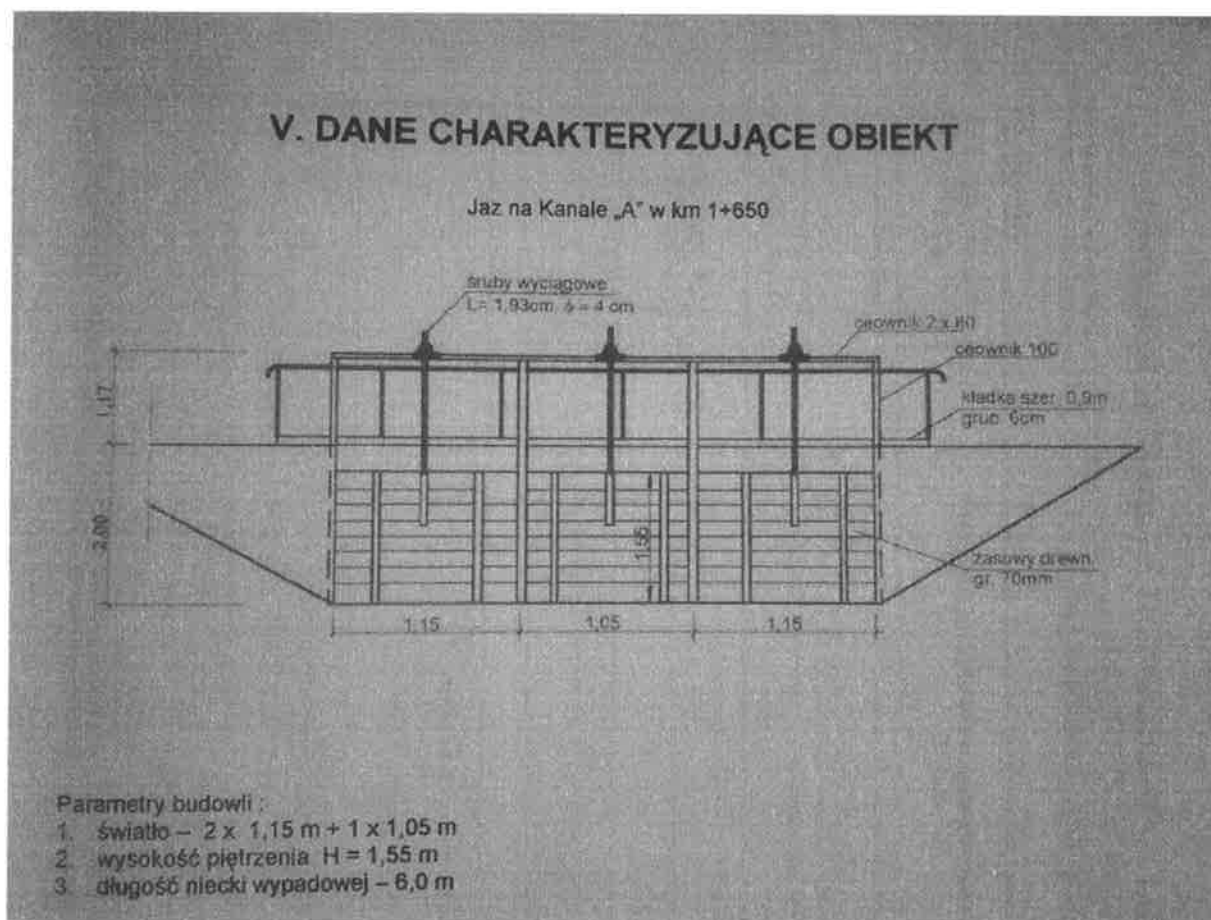 V. DANE CHARAKTERYZUJĄCE OBIEKT
Jaz na Kanale „A" w km 1+650
śruby wyciągowe
L= 1,93cm, ϕ = 4 cm
ceownik 2 x 80
ceownik 100
kładka szer. 0,9m
grub. 6cm
1,17
2,00
1,55
zasuwy drewn.
gr. 70mm
1,15
1,05
1,15
Parametry budowli :
1. światło – 2 x 1,15 m + 1 x 1,05 m
2. wysokość piętrzenia H = 1,55 m
3. długość niecki wypadowej – 6,0 m